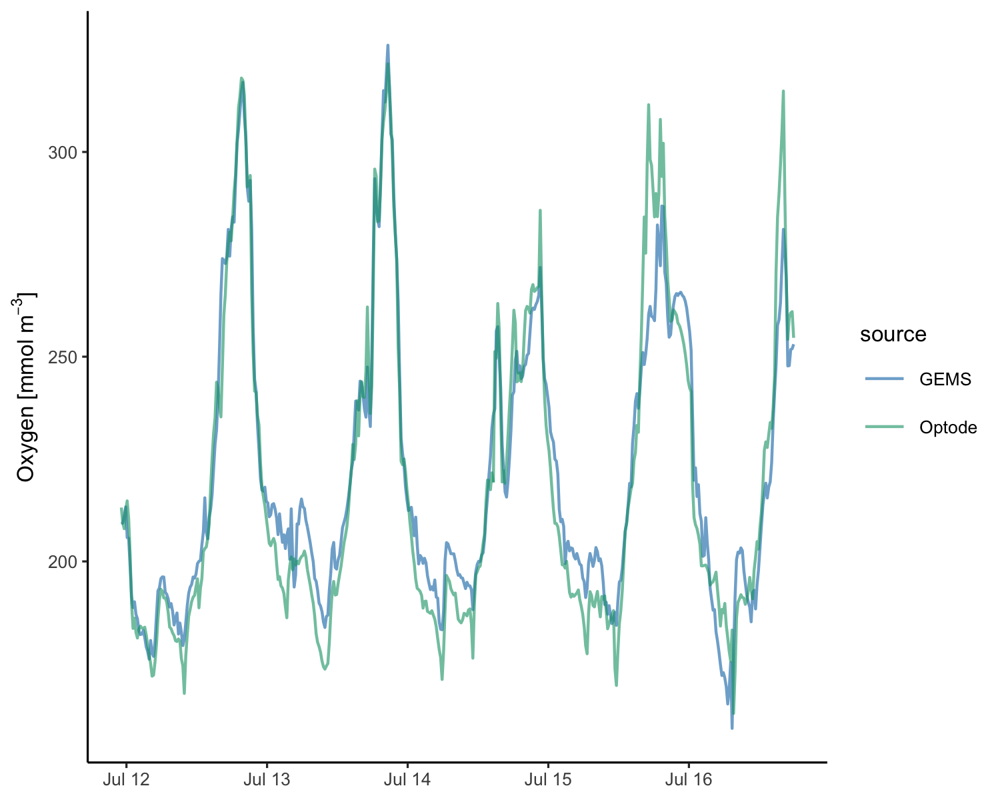 Oxygen [mmol m⁻³]
300
250
200
Jul 12
Jul 13
Jul 14
Jul 15
Jul 16
source
GEMS
Optode